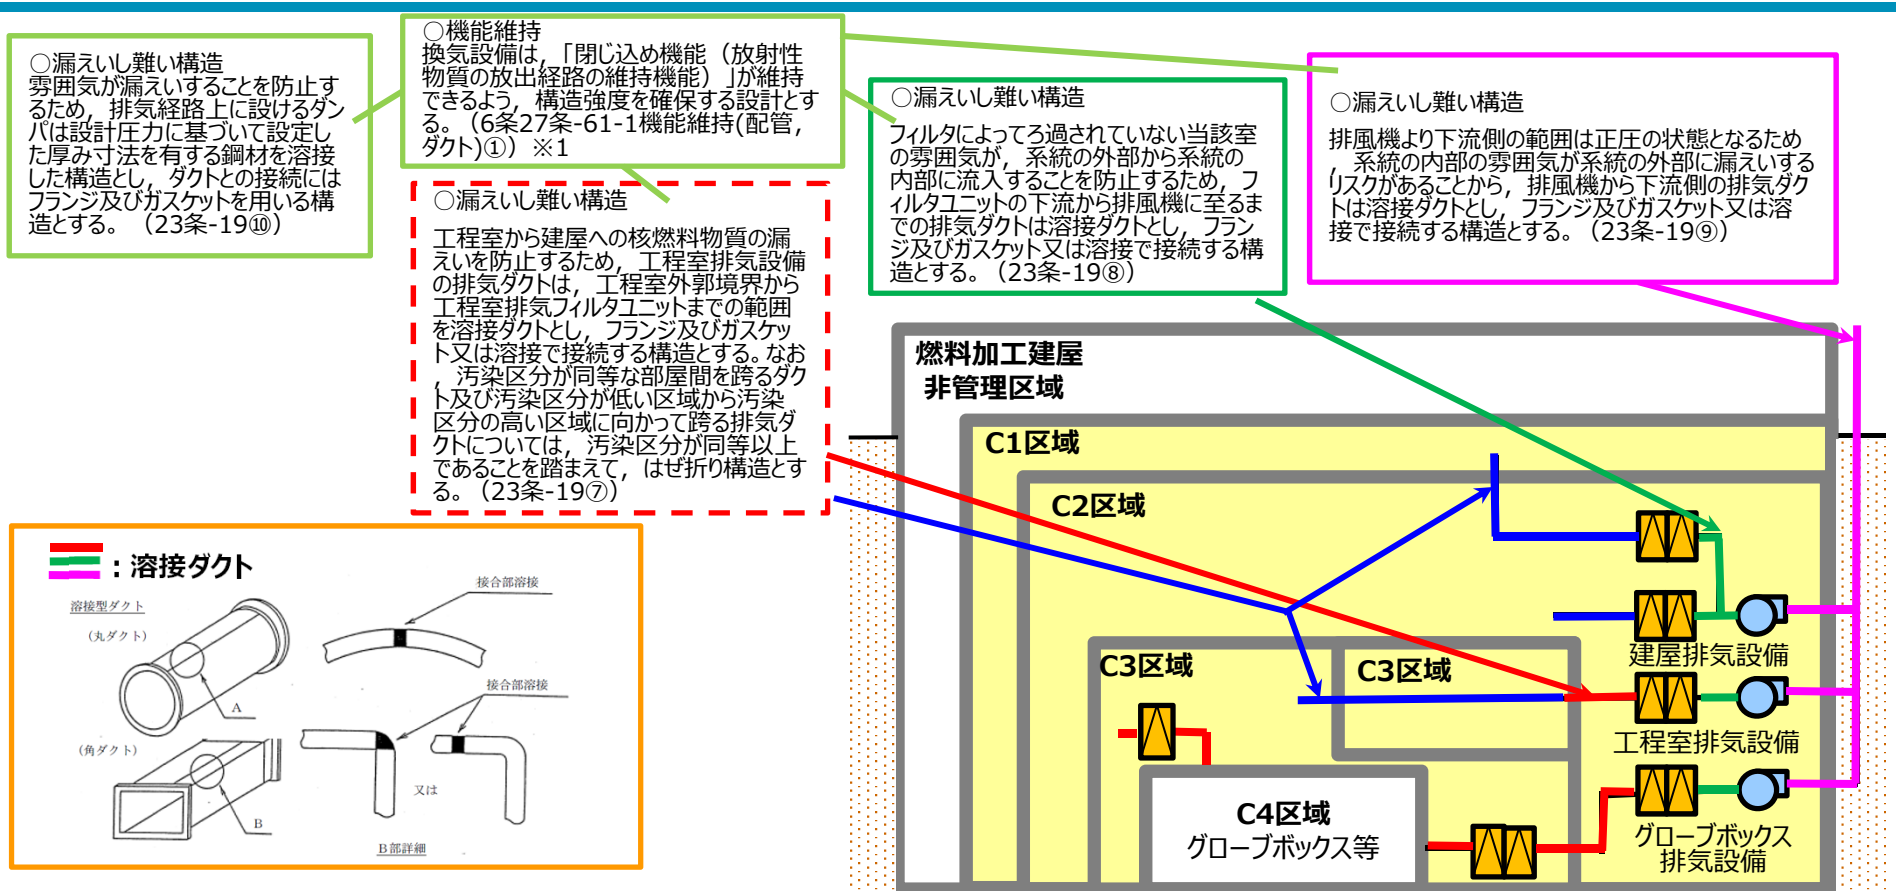 ○漏えいし難い構造
雰囲気が漏えいすることを防止す
るため，排気経路上に設けるダン
パは設計圧力に基づいて設定し
た厚み寸法を有する鋼材を溶接
した構造とし，ダクトとの接続には
フランジ及びガスケットを用いる構
造とする。（23条-19⑩）
○機能維持
換気設備は，「閉じ込め機能（放射性
物質の放出経路の維持機能）」が維持
できるよう，構造強度を確保する設計とす
る。（6条27条-61-1機能維持(配管，
ダクト)①）※1
○漏えいし難い構造
工程室から建屋への核燃料物質の漏
えいを防止するため，工程室排気設備
の排気ダクトは，工程室外郭境界から
工程室排気フィルタユニットまでの範囲
を溶接ダクトとし，フランジ及びガスケッ
ト又は溶接で接続する構造とする。なお
，汚染区分が同等な部屋間を跨るダク
ト及び汚染区分が低い区域から汚染
区分の高い区域に向かって跨る排気ダ
クトについては，汚染区分が同等以上
であることを踏まえて，はぜ折り構造とす
る。（23条-19⑦）
○漏えいし難い構造
フィルタによってろ過されていない当該室
の雰囲気が，系統の外部から系統の
内部に流入することを防止するため，フ
ィルタユニットの下流から排風機に至るま
での排気ダクトは溶接ダクトとし，フラン
ジ及びガスケット又は溶接で接続する構
造とする。（23条-19⑧）
○漏えいし難い構造
排風機より下流側の範囲は正圧の状態となるため
，系統の内部の雰囲気が系統の外部に漏えいする
リスクがあることから，排風機から下流側の排気ダク
トは溶接ダクトとし，フランジ及びガスケット又は溶
接で接続する構造とする。（23条-19⑨）
：溶接ダクト
溶接型ダクト
（丸ダクト）
A
（角ダクト）
B
接合部溶接
接合部溶接
又は
B部詳細
燃料加工建屋
非管理区域
C1区域
C2区域
C3区域
C3区域
C4区域
グローブボックス等
建屋排気設備
工程室排気設備
グローブボックス
排気設備